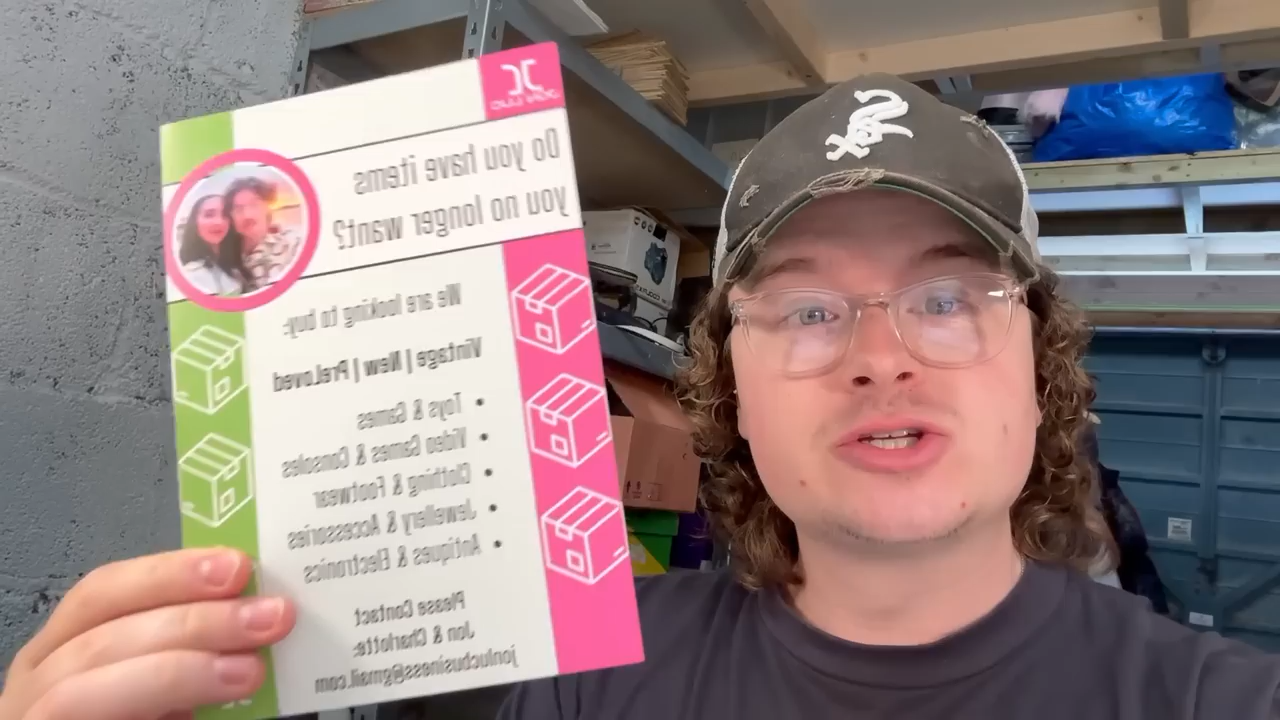 JC
Do you have items
you no longer want?
We are looking to buy:
Vintage | New | PreLoved
• Toys & Games
• Video Games & Consoles
• Clothing & Footwear
• Jewellery & Accessories
• Antiques & Electronics
Please Contact
Jon & Charlotte:
jonlucbusiness@gmail.com
Sox